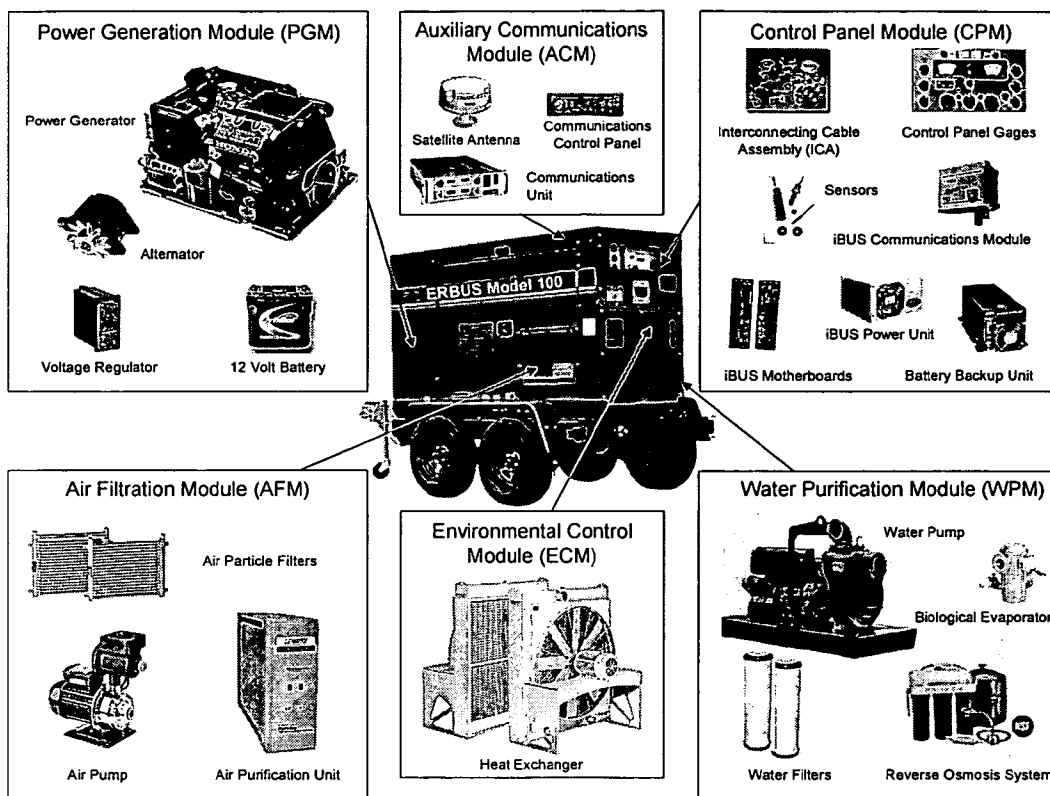 Power Generation Module (PGM)
Power Generator
Alternator
Voltage Regulator
12 Volt Battery
Auxiliary Communications
Module (ACM)
Satellite Antenna
Communications
Control Panel
Communications
Unit
Control Panel Module (CPM)
Interconnecting Cable
Assembly (ICA)
Control Panel Gages
Sensors
iBUS Communications Module
iBUS Power Unit
iBUS Motherboards
Battery Backup Unit
ERBUS Model 100
Air Filtration Module (AFM)
Air Particle Filters
Air Pump
Air Purification Unit
Environmental Control
Module (ECM)
Heat Exchanger
Water Purification Module (WPM)
Water Pump
Biological Evaporator
Water Filters
Reverse Osmosis System